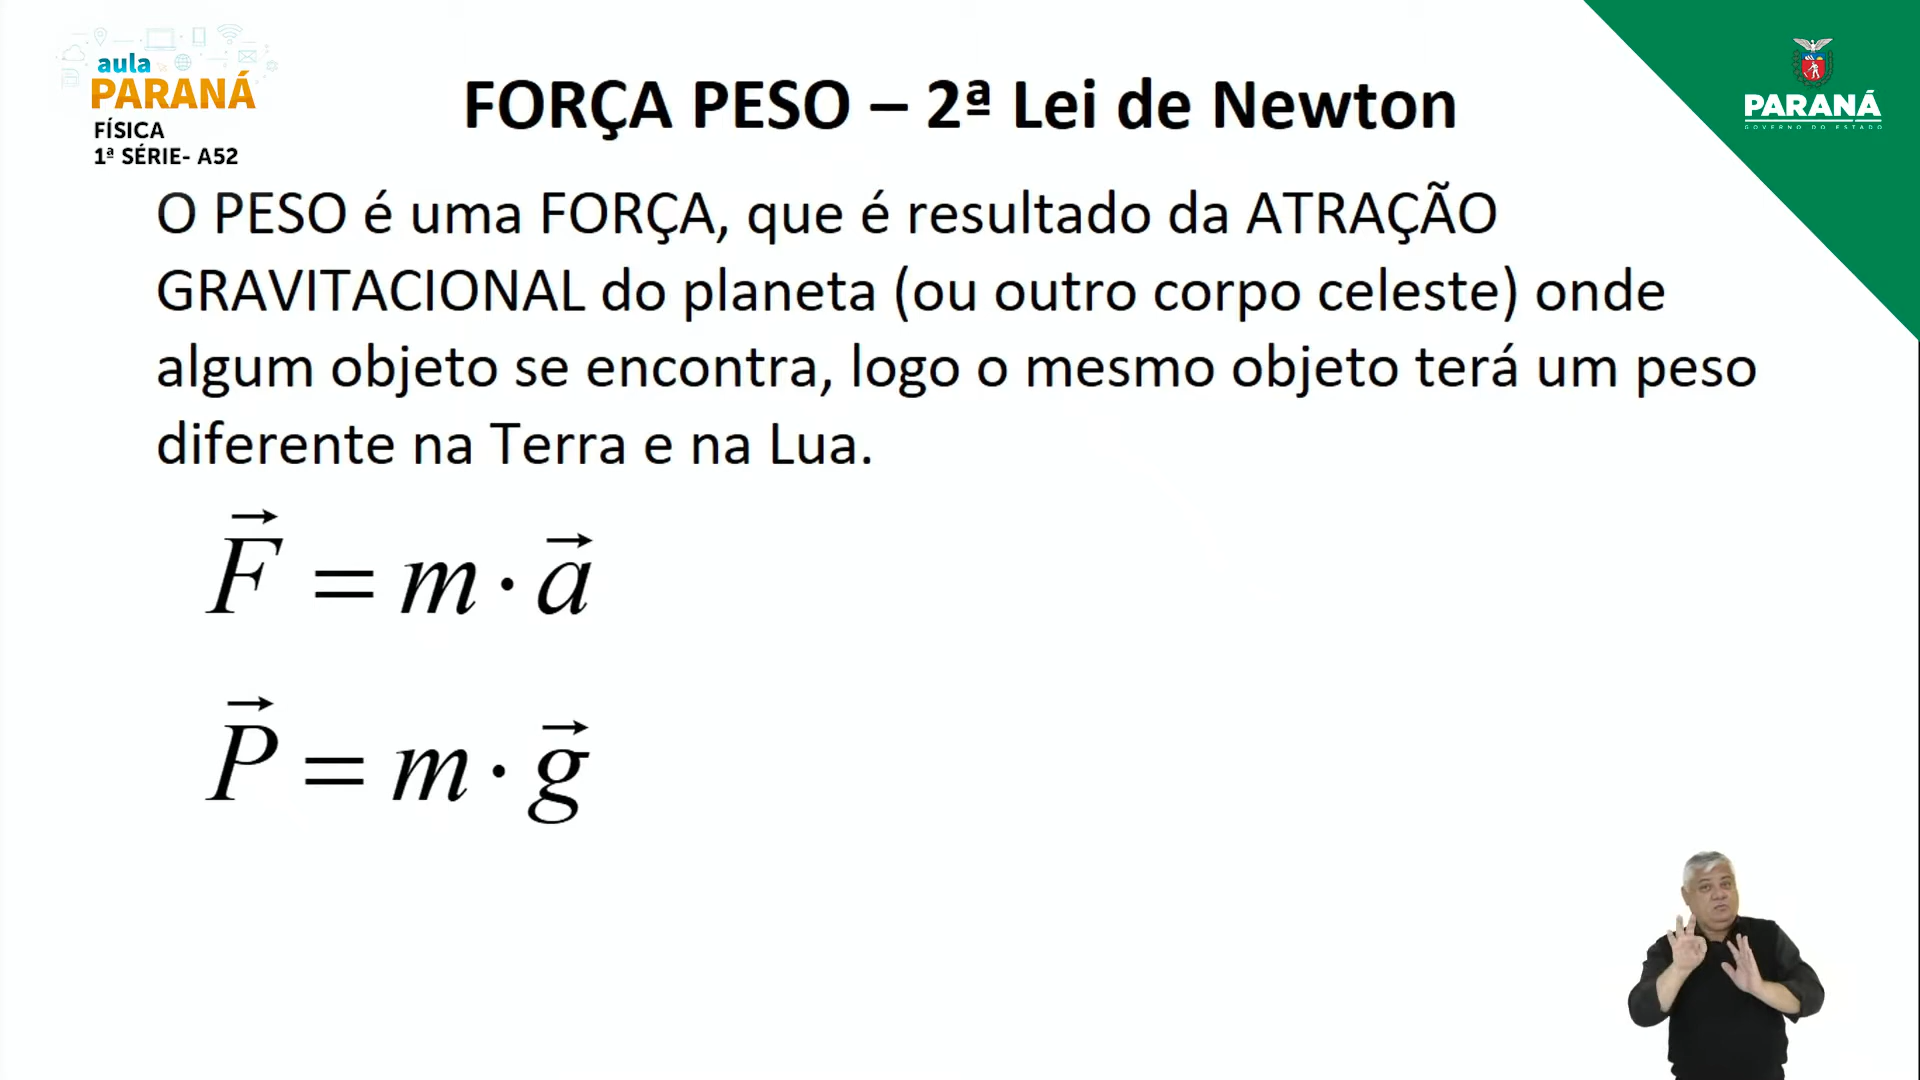 aula
PARANÁ
FÍSICA
1ª SÉRIE- A52
FORÇA PESO – 2ª Lei de Newton
PARANÁ
GOVERNO DO ESTADO
O PESO é uma FORÇA, que é resultado da ATRAÇÃO
GRAVITACIONAL do planeta (ou outro corpo celeste) onde
algum objeto se encontra, logo o mesmo objeto terá um peso
diferente na Terra e na Lua.
F⃗ = m · a⃗
P⃗ = m · g⃗